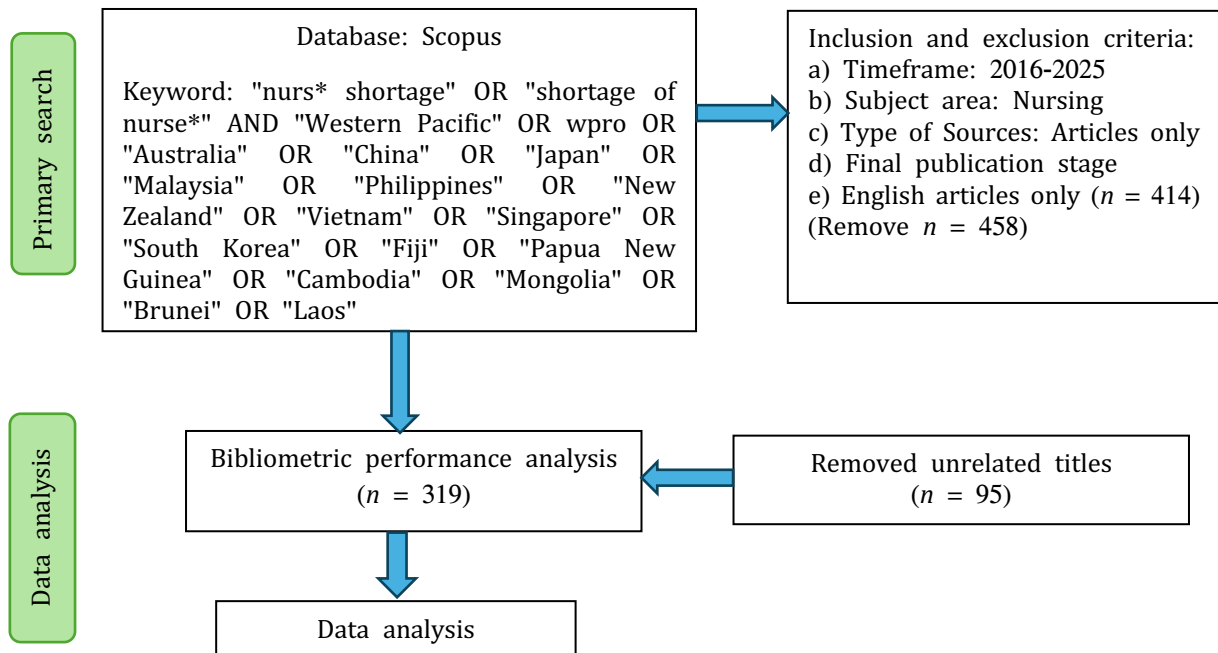 Primary search
Database: Scopus
Keyword: "nurs* shortage" OR "shortage of
nurse*" AND "Western Pacific" OR wpro OR
"Australia" OR "China" OR "Japan" OR
"Malaysia" OR "Philippines" OR "New
Zealand" OR "Vietnam" OR "Singapore" OR
"South Korea" OR "Fiji" OR "Papua New
Guinea" OR "Cambodia" OR "Mongolia" OR
"Brunei" OR "Laos"
Inclusion and exclusion criteria:
a) Timeframe: 2016-2025
b) Subject area: Nursing
c) Type of Sources: Articles only
d) Final publication stage
e) English articles only (n = 414)
(Remove n = 458)
Data analysis
Bibliometric performance analysis
(n = 319)
Removed unrelated titles
(n = 95)
Data analysis